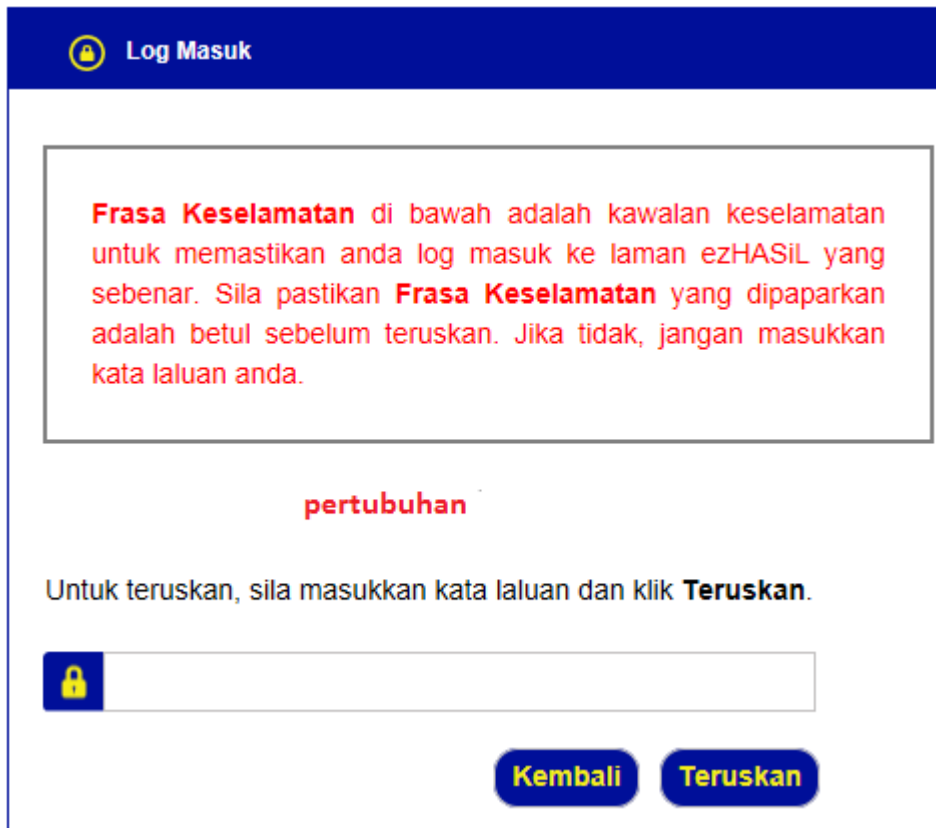 Log Masuk
Frasa Keselamatan di bawah adalah kawalan keselamatan
untuk memastikan anda log masuk ke laman ezHASiL yang
sebenar. Sila pastikan Frasa Keselamatan yang dipaparkan
adalah betul sebelum teruskan. Jika tidak, jangan masukkan
kata laluan anda.
pertubuhan
Untuk teruskan, sila masukkan kata laluan dan klik Teruskan.
Kembali Teruskan